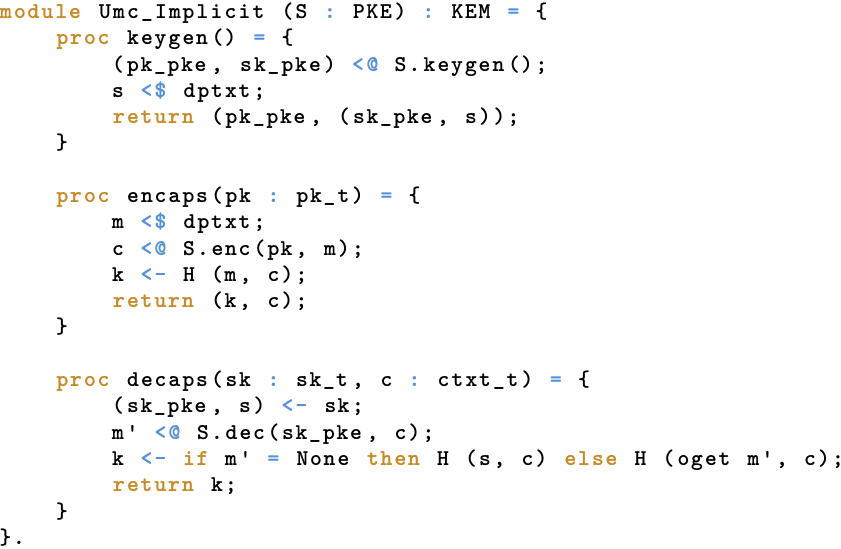 module Umc_Implicit (S : PKE) : KEM = {
    proc keygen() = {
        (pk_pke, sk_pke) <@ S.keygen();
        s <$ dptxt;
        return (pk_pke, (sk_pke, s));
    }

    proc encaps(pk : pk_t) = {
        m <$ dptxt;
        c <@ S.enc(pk, m);
        k <- H (m, c);
        return (k, c);
    }

    proc decaps(sk : sk_t, c : ctxt_t) = {
        (sk_pke, s) <- sk;
        m' <@ S.dec(sk_pke, c);
        k <- if m' = None then H (s, c) else H (oget m', c);
        return k;
    }
}.